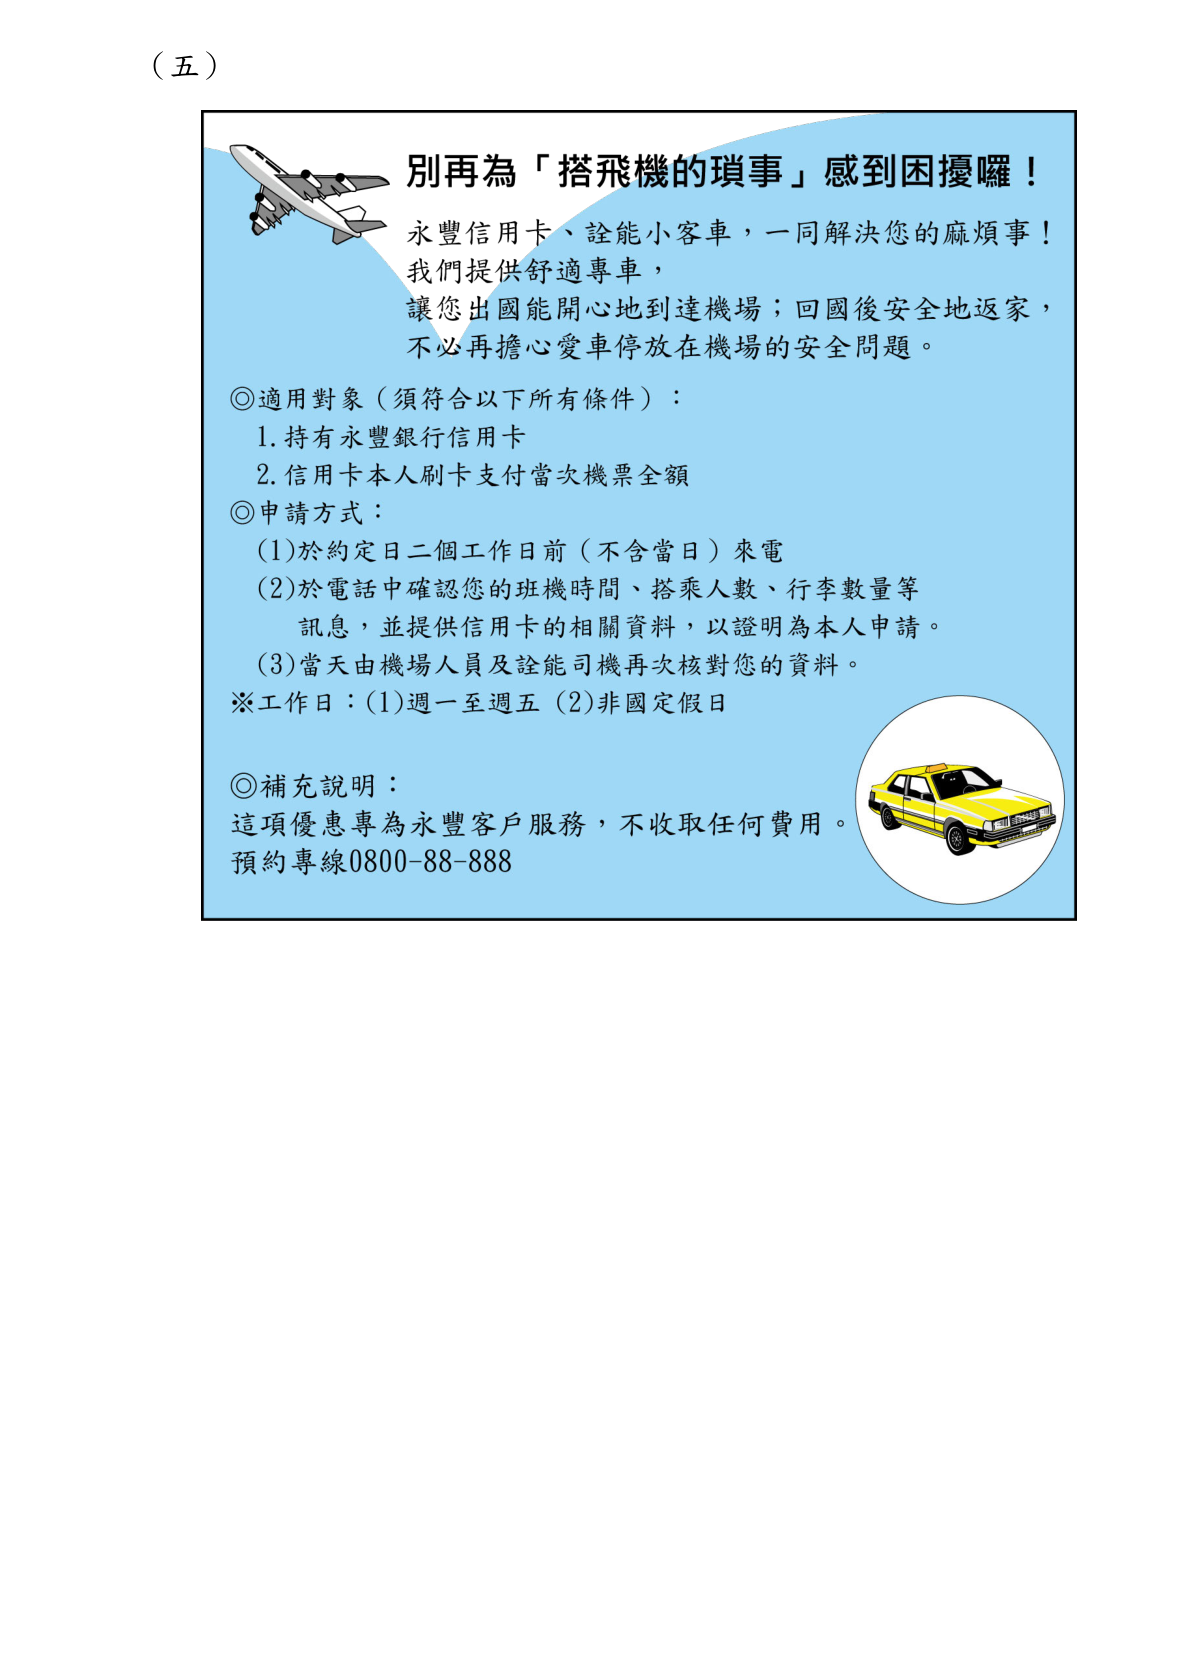 （五）
別再為「搭飛機的瑣事」感到困擾囉！
永豐信用卡、詮能小客車，一同解決您的麻煩事！
我們提供舒適專車，
讓您出國能開心地到達機場；回國後安全地返家，
不必再擔心愛車停放在機場的安全問題。
◎適用對象（須符合以下所有條件）：
1.持有永豐銀行信用卡
2.信用卡本人刷卡支付當次機票全額
◎申請方式：
(1)於約定日二個工作日前（不含當日）來電
(2)於電話中確認您的班機時間、搭乘人數、行李數量等
訊息，並提供信用卡的相關資料，以證明為本人申請。
(3)當天由機場人員及詮能司機再次核對您的資料。
※工作日：(1)週一至週五 (2)非國定假日
◎補充說明：
這項優惠專為永豐客戶服務，不收取任何費用。
預約專線0800-88-888